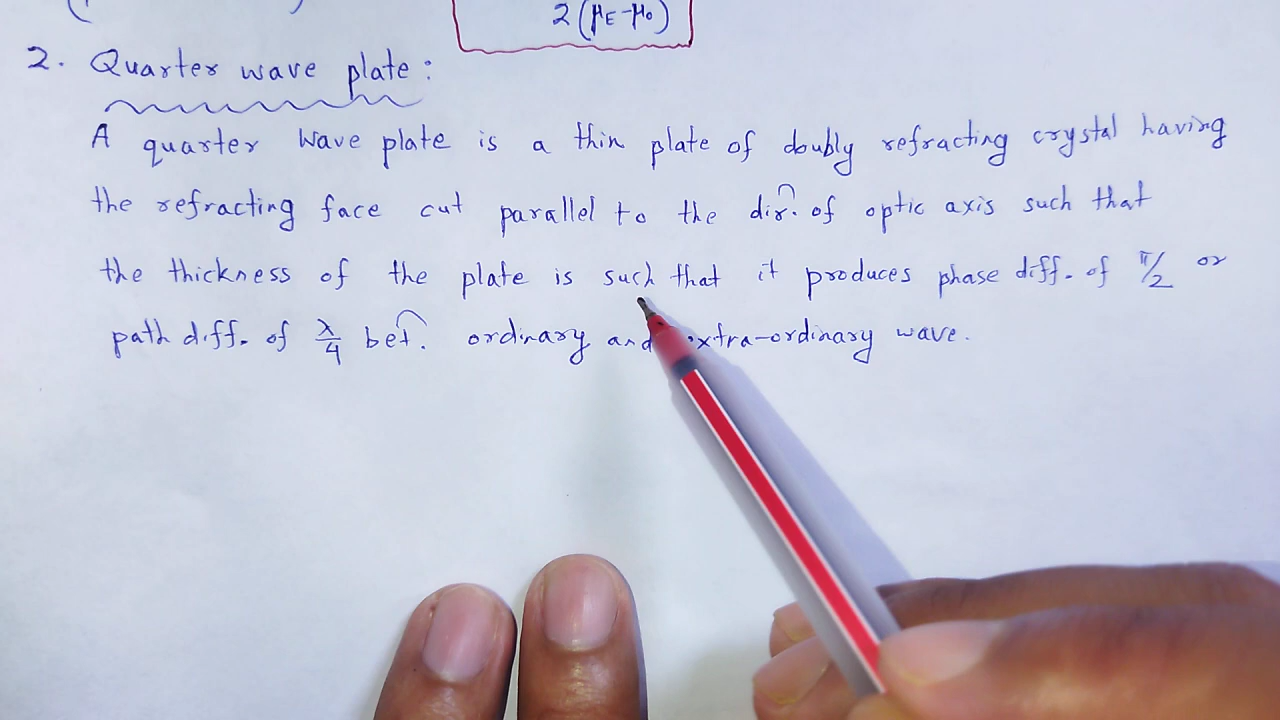 2(μE-μo)
2. Quarter wave plate:
A quarter wave plate is a thin plate of doubly refracting crystal having
the refracting face cut parallel to the dirn. of optic axis such that
the thickness of the plate is such that it produces phase diff. of π/2 or
path diff. of λ/4 bet. ordinary and extra-ordinary wave.